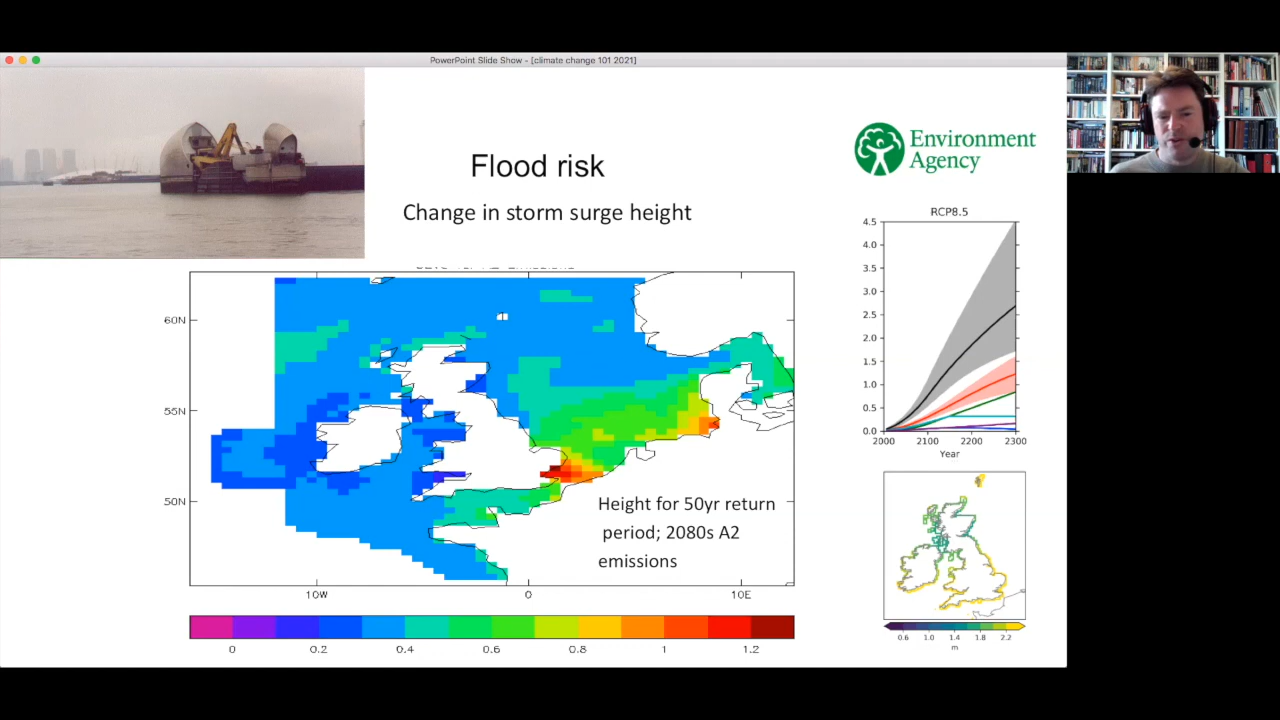 PowerPoint Slide Show - [climate change 101 2021]
Flood risk
Change in storm surge height
Environment
Agency
60N
55N
50N
10W
0
10E
Height for 50yr return
period; 2080s A2
emissions
0
0.2
0.4
0.6
0.8
1
1.2
RCP8.5
4.5
4.0
3.5
3.0
2.5
2.0
1.5
1.0
0.5
0.0
2000
2100
2200
2300
Year
0.6
1.0
1.4
1.8
2.2
m